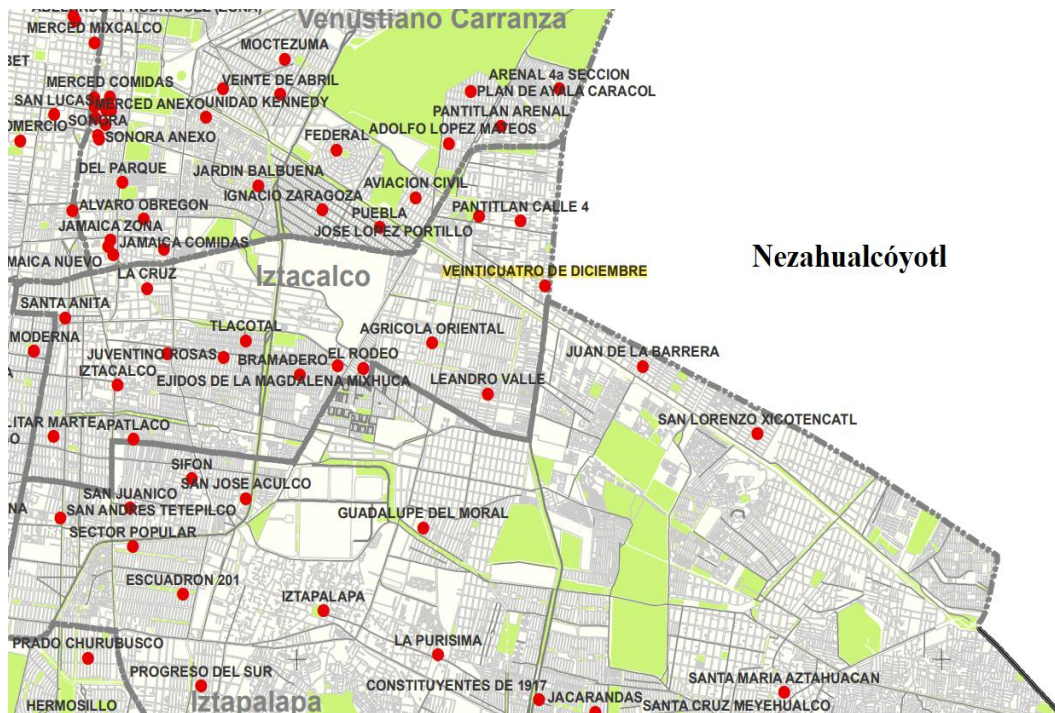 ABELARDO L. RODRIGUEZ (ZONA)
Venustiano Carranza
MERCED MIXCALCO
MOCTEZUMA
BET
MERCED COMIDAS
VEINTE DE ABRIL
ARENAL 4a SECCION
PLAN DE AYALA CARACOL
SAN LUCAS
MERCED ANEXO
UNIDAD KENNEDY
PANTITLAN ARENAL
OMERCIO
SONORA
SONORA ANEXO
FEDERAL
ADOLFO LOPEZ MATEOS
DEL PARQUE
JARDIN BALBUENA
AVIACION CIVIL
ALVARO OBREGON
IGNACIO ZARAGOZA
PUEBLA
PANTITLAN CALLE 4
JAMAICA ZONA
JOSE LOPEZ PORTILLO
JAMAICA COMIDAS
MAICA NUEVO
Nezahualcóyotl
LA CRUZ
Iztacalco
VEINTICUATRO DE DICIEMBRE
SANTA ANITA
TLACOTAL
AGRICOLA ORIENTAL
MODERNA
JUVENTINO ROSAS
BRAMADERO
EL RODEO
JUAN DE LA BARRERA
IZTACALCO
EJIDOS DE LA MAGDALENA MIXHUCA
LEANDRO VALLE
LITAR MARTE
APATLACO
SAN LORENZO XICOTENCATL
GO
SIFON
SAN JOSE ACULCO
SAN JUANICO
NA
SAN ANDRES TETEPILCO
GUADALUPE DEL MORAL
SECTOR POPULAR
ESCUADRON 201
IZTAPALAPA
PRADO CHURUBUSCO
LA PURISIMA
PROGRESO DEL SUR
CONSTITUYENTES DE 1917
SANTA MARIA AZTAHUACAN
HERMOSILLO
Iztapalapa
JACARANDAS
SANTA CRUZ MEYEHUALCO